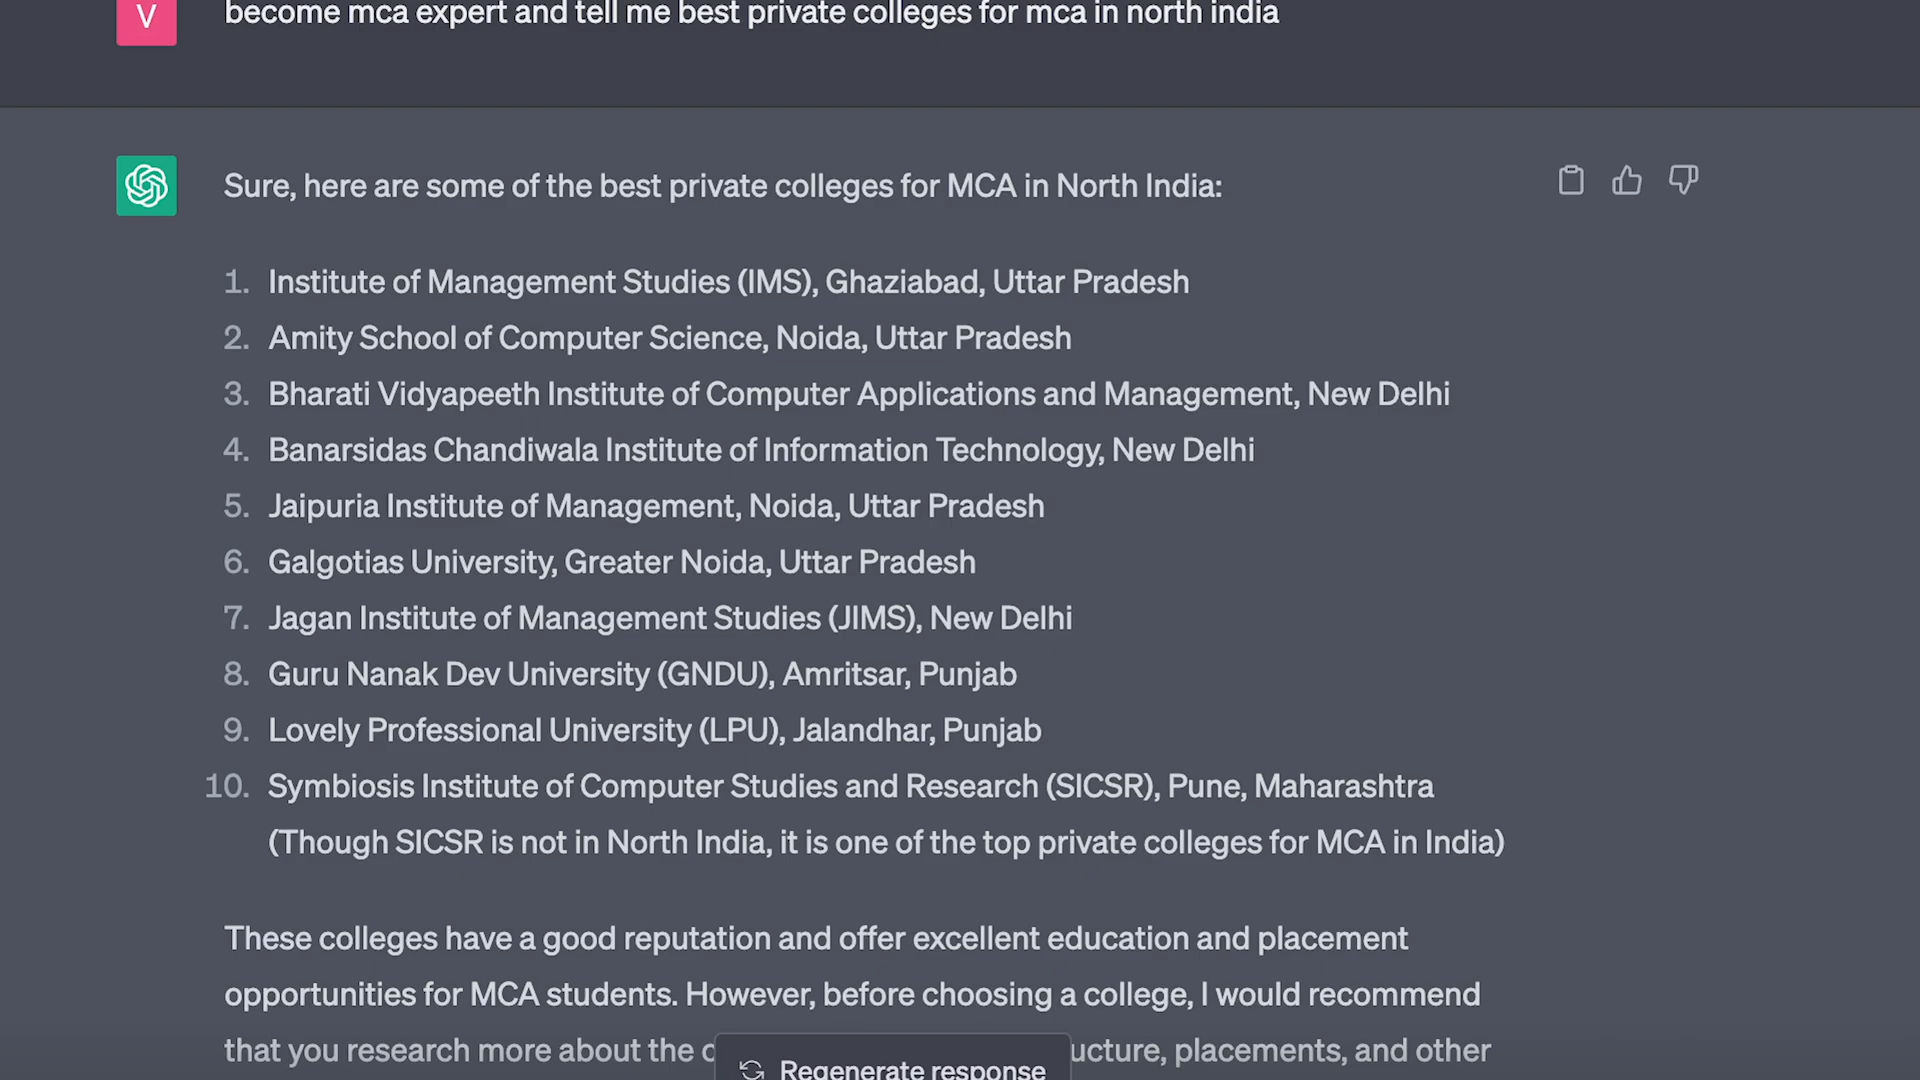 V
become mca expert and tell me best private colleges for mca in north india
Sure, here are some of the best private colleges for MCA in North India:
1. Institute of Management Studies (IMS), Ghaziabad, Uttar Pradesh
2. Amity School of Computer Science, Noida, Uttar Pradesh
3. Bharati Vidyapeeth Institute of Computer Applications and Management, New Delhi
4. Banarsidas Chandiwala Institute of Information Technology, New Delhi
5. Jaipuria Institute of Management, Noida, Uttar Pradesh
6. Galgotias University, Greater Noida, Uttar Pradesh
7. Jagan Institute of Management Studies (JIMS), New Delhi
8. Guru Nanak Dev University (GNDU), Amritsar, Punjab
9. Lovely Professional University (LPU), Jalandhar, Punjab
10. Symbiosis Institute of Computer Studies and Research (SICSR), Pune, Maharashtra
(Though SICSR is not in North India, it is one of the top private colleges for MCA in India)
These colleges have a good reputation and offer excellent education and placement
opportunities for MCA students. However, before choosing a college, I would recommend
that you research more about the placements, and other
Regenerate response